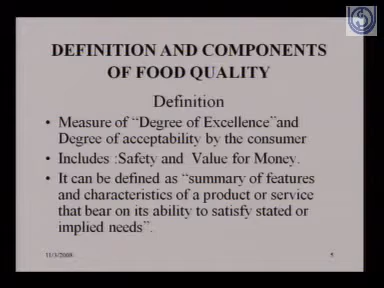 DEFINITION AND COMPONENTS
OF FOOD QUALITY
Definition
• Measure of “Degree of Excellence”and
Degree of acceptability by the consumer
• Includes :Safety and Value for Money.
• It can be defined as “summary of features
and characteristics of a product or service
that bear on its ability to satisfy stated or
implied needs”.
11/3/2008 5